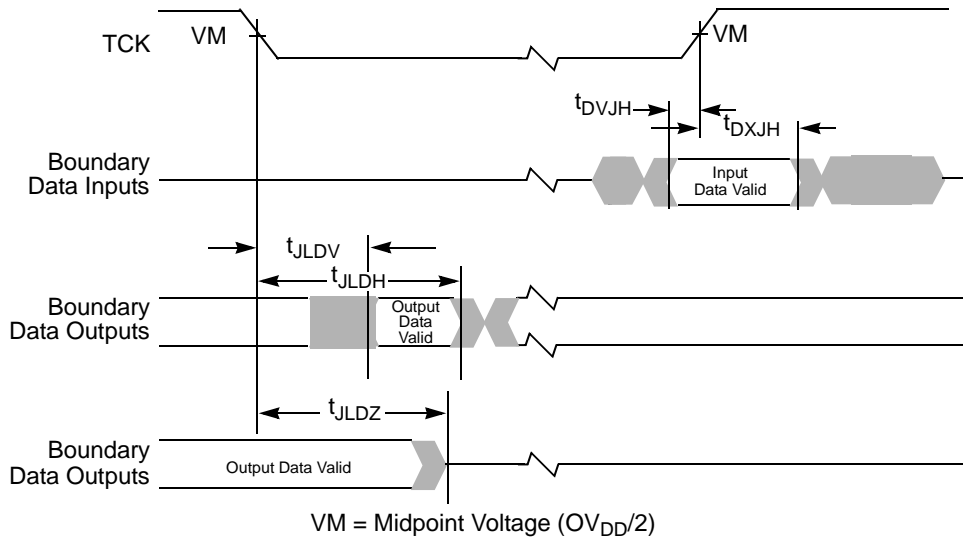 TCK
VM
VM
tDVJH
tDXJH
Boundary
Data Inputs
Input
Data Valid
tJLDV
tJLDH
Boundary
Data Outputs
Output
Data
Valid
tJLDZ
Boundary
Data Outputs
Output Data Valid
VM = Midpoint Voltage (OVDD/2)